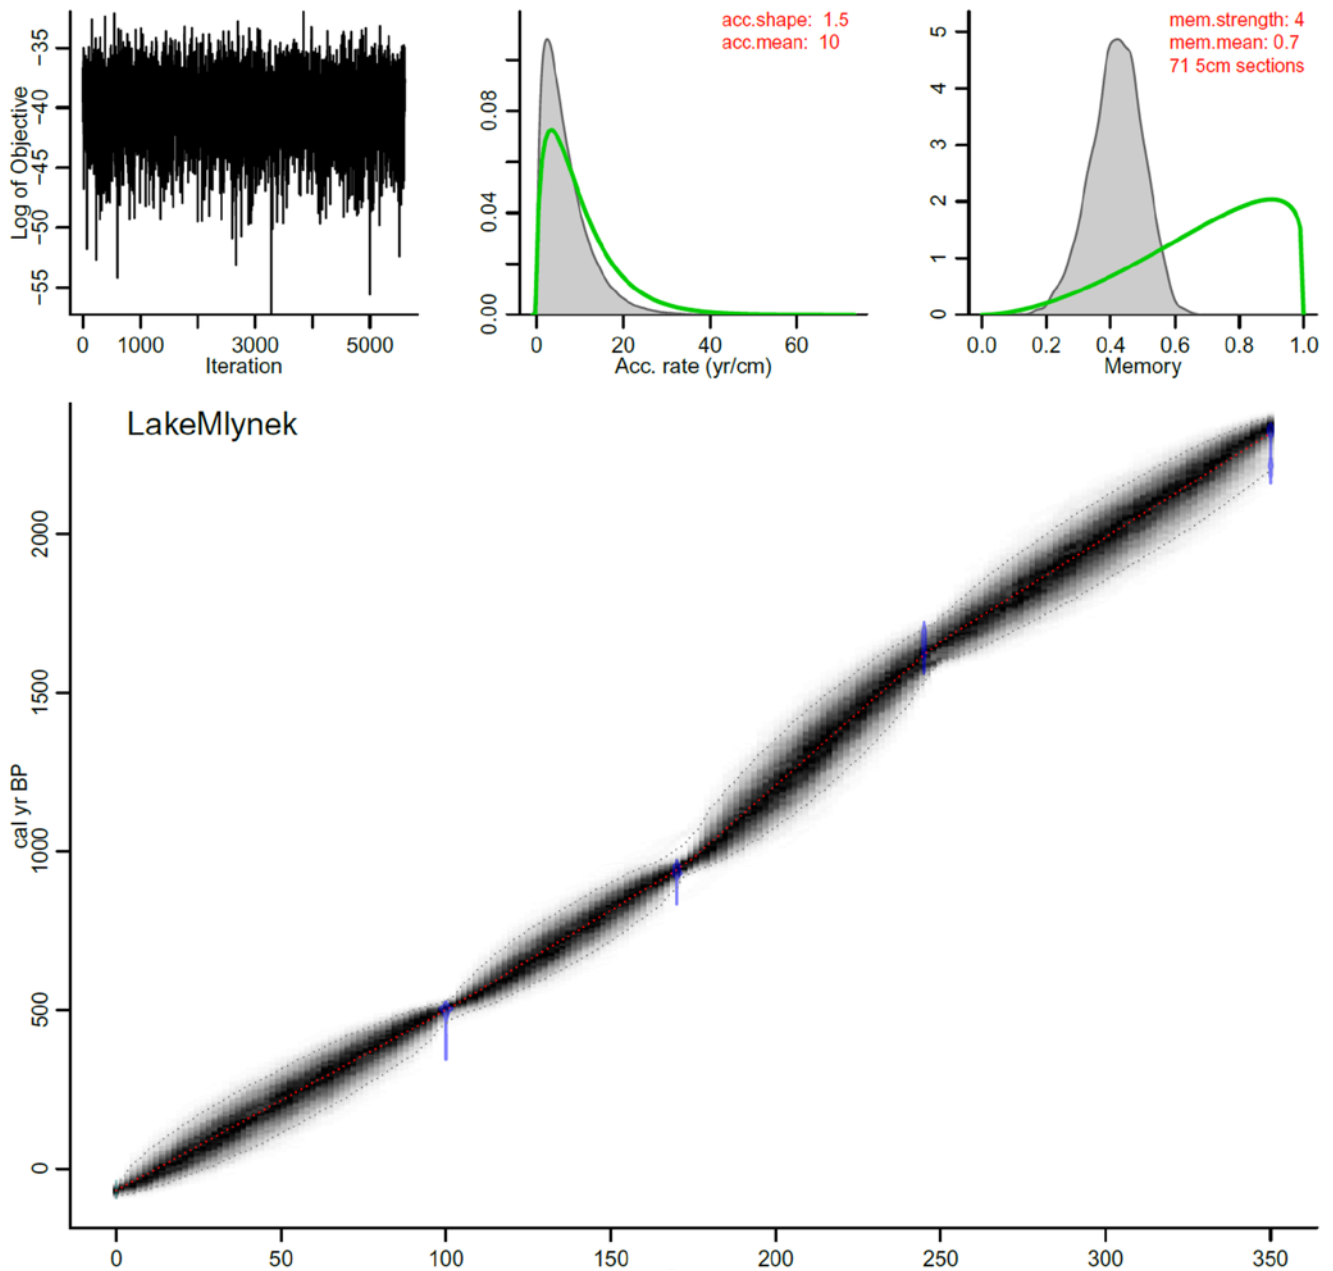 Log of Objective
-35
-40
-45
-50
-55
0 1000 3000 5000
Iteration
acc.shape: 1.5
acc.mean: 10
0.08
0.04
0.00
0 20 40 60
Acc. rate (yr/cm)
mem.strength: 4
mem.mean: 0.7
71 5cm sections
5
4
3
2
1
0
0.0 0.2 0.4 0.6 0.8 1.0
Memory
LakeMlynek
cal yr BP
2000
1500
1000
500
0
0 50 100 150 200 250 300 350